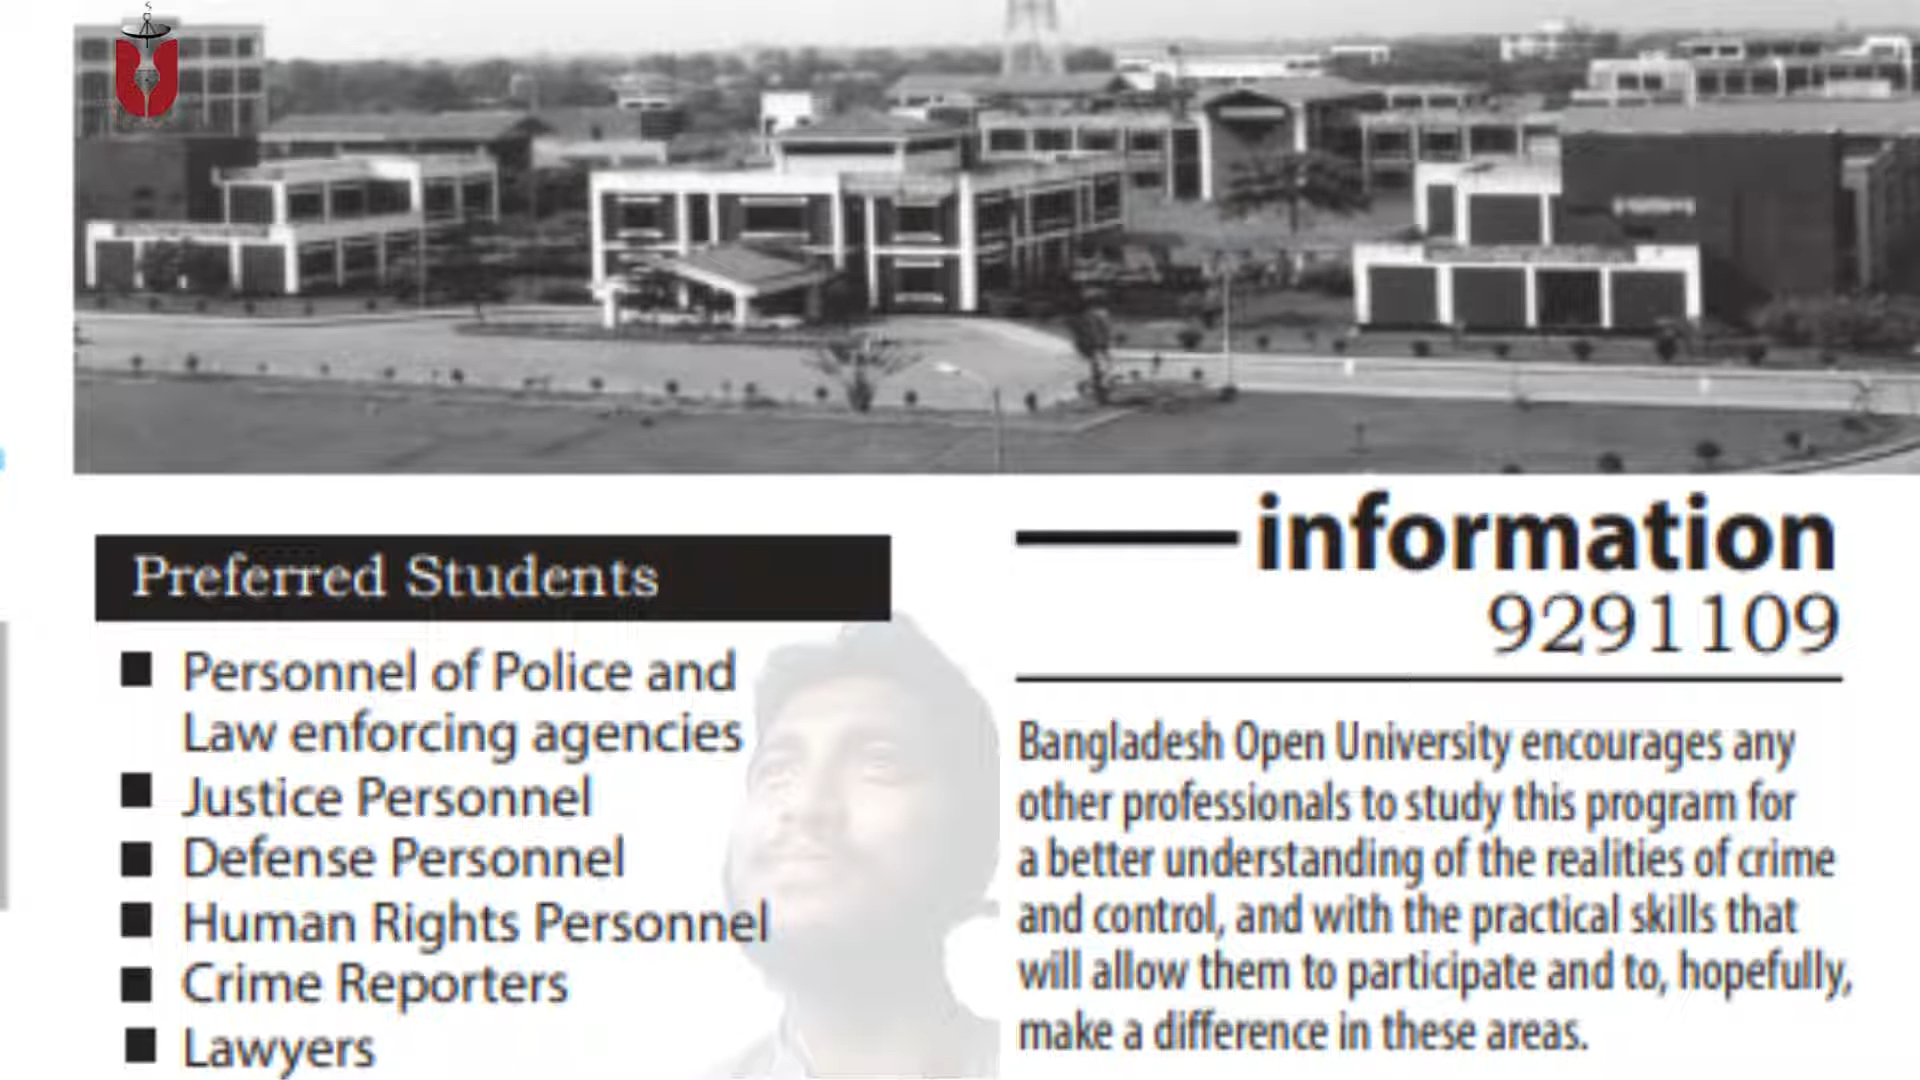 Preferred Students
Personnel of Police and
Law enforcing agencies
Justice Personnel
Defense Personnel
Human Rights Personnel
Crime Reporters
Lawyers
information
9291109
Bangladesh Open University encourages any
other professionals to study this program for
a better understanding of the realities of crime
and control, and with the practical skills that
will allow them to participate and to, hopefully,
make a difference in these areas.